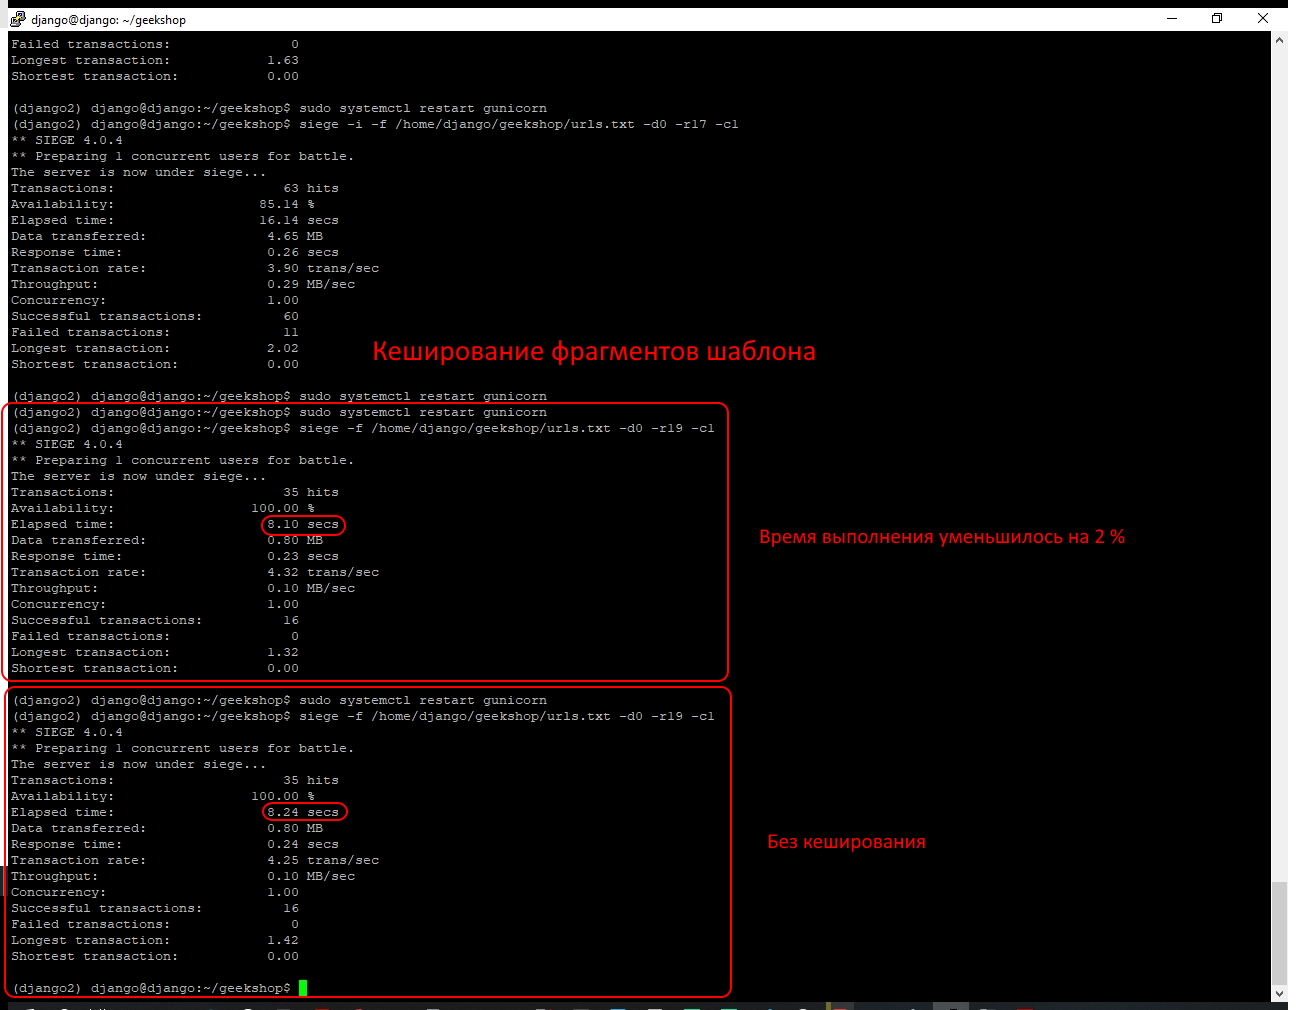 django@django: ~/geekshop
Failed transactions: 0
Longest transaction: 1.63
Shortest transaction: 0.00
(django2) django@django:~/geekshop$ sudo systemctl restart gunicorn
(django2) django@django:~/geekshop$ siege -i -f /home/django/geekshop/urls.txt -d0 -r17 -c1
** SIEGE 4.0.4
** Preparing 1 concurrent users for battle.
The server is now under siege...
Transactions: 63 hits
Availability: 85.14 %
Elapsed time: 16.14 secs
Data transferred: 4.65 MB
Response time: 0.26 secs
Transaction rate: 3.90 trans/sec
Throughput: 0.29 MB/sec
Concurrency: 1.00
Successful transactions: 60
Failed transactions: 11
Longest transaction: 2.02
Кеширование фрагментов шаблона
Shortest transaction: 0.00
(django2) django@django:~/geekshop$ sudo systemctl restart gunicorn
(django2) django@django:~/geekshop$ sudo systemctl restart gunicorn
(django2) django@django:~/geekshop$ siege -f /home/django/geekshop/urls.txt -d0 -r19 -c1
** SIEGE 4.0.4
** Preparing 1 concurrent users for battle.
The server is now under siege...
Transactions: 35 hits
Availability: 100.00 %
Elapsed time: 8.10 secs
Время выполнения уменьшилось на 2 %
Data transferred: 0.80 MB
Response time: 0.23 secs
Transaction rate: 4.32 trans/sec
Throughput: 0.10 MB/sec
Concurrency: 1.00
Successful transactions: 16
Failed transactions: 0
Longest transaction: 1.32
Shortest transaction: 0.00
(django2) django@django:~/geekshop$ sudo systemctl restart gunicorn
(django2) django@django:~/geekshop$ siege -f /home/django/geekshop/urls.txt -d0 -r19 -c1
** SIEGE 4.0.4
** Preparing 1 concurrent users for battle.
The server is now under siege...
Transactions: 35 hits
Availability: 100.00 %
Elapsed time: 8.24 secs
Data transferred: 0.80 MB
Response time: 0.24 secs
Без кеширования
Transaction rate: 4.25 trans/sec
Throughput: 0.10 MB/sec
Concurrency: 1.00
Successful transactions: 16
Failed transactions: 0
Longest transaction: 1.42
Shortest transaction: 0.00
(django2) django@django:~/geekshop$